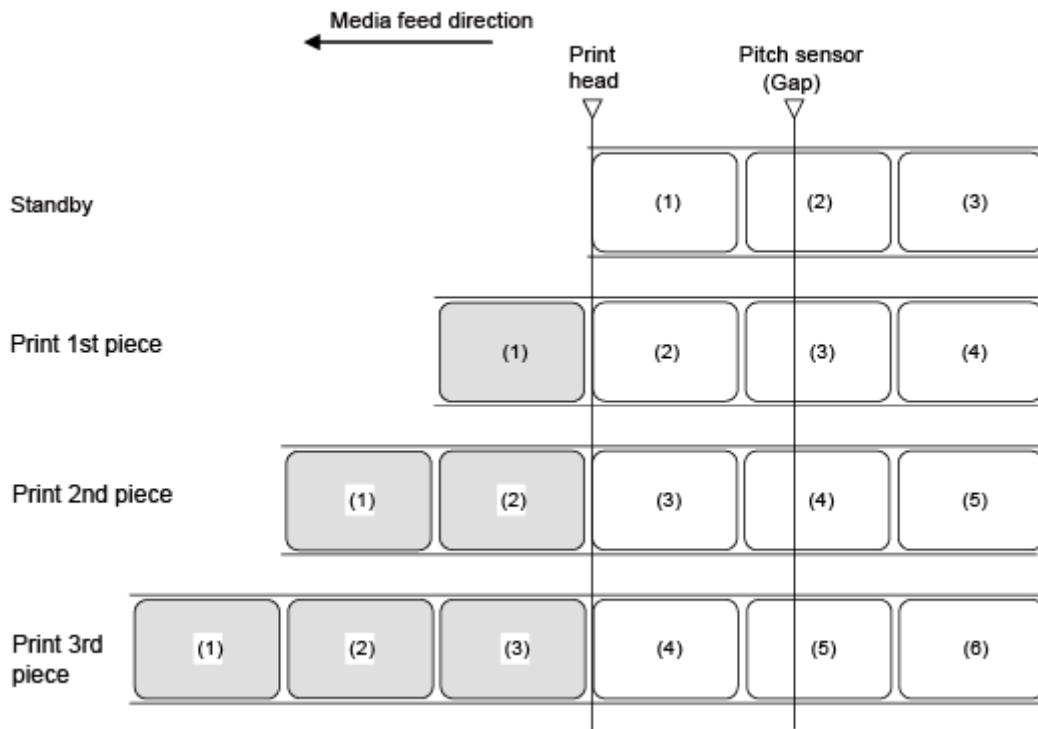 Media feed direction
Print
head
Pitch sensor
(Gap)
Standby
(1)
(2)
(3)
Print 1st piece
(1)
(2)
(3)
(4)
Print 2nd piece
(1)
(2)
(3)
(4)
(5)
Print 3rd
piece
(1)
(2)
(3)
(4)
(5)
(6)